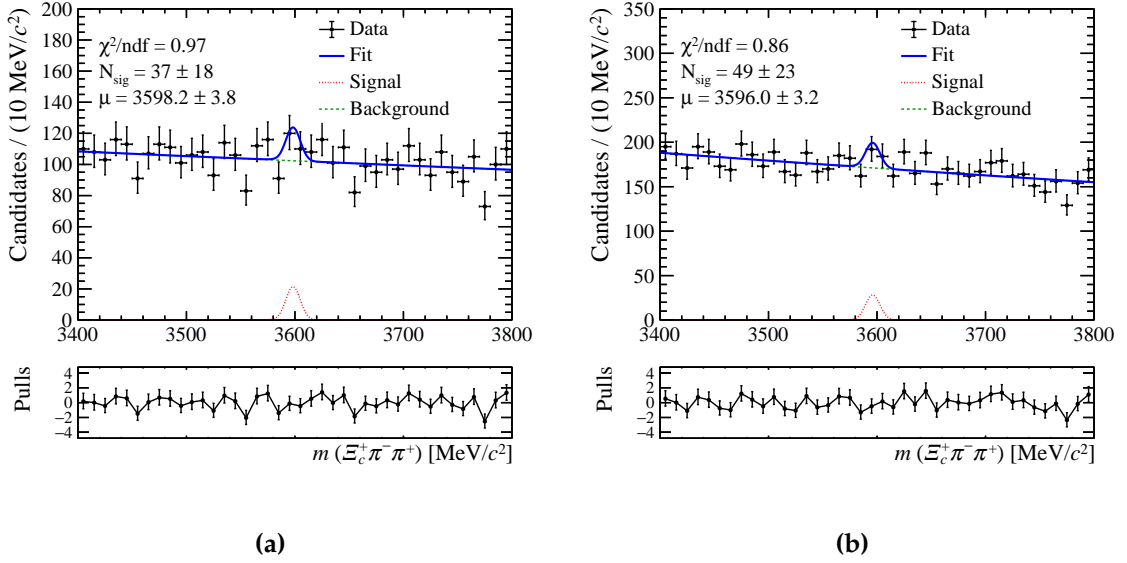 Candidates / (10 MeV/c²)
200
180
160
140
120
100
80
60
40
20
0
χ²/ndf = 0.97
N_sig = 37 ± 18
μ = 3598.2 ± 3.8
Data
Fit
Signal
Background
3400 3500 3600 3700 3800
Pulls
4
2
0
−2
−4
m (Ξ_c⁺π⁻π⁺) [MeV/c²]
(a)
Candidates / (10 MeV/c²)
350
300
250
200
150
100
50
0
χ²/ndf = 0.86
N_sig = 49 ± 23
μ = 3596.0 ± 3.2
Data
Fit
Signal
Background
3400 3500 3600 3700 3800
Pulls
4
2
0
−2
−4
m (Ξ_c⁺π⁻π⁺) [MeV/c²]
(b)